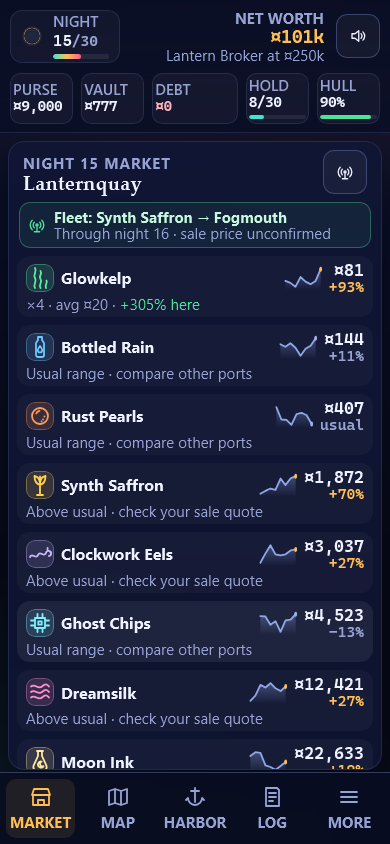 NIGHT
15/30
NET WORTH
¤101k
Lantern Broker at ¤250k
PURSE
¤9,000
VAULT
¤777
DEBT
¤0
HOLD
8/30
HULL
90%
NIGHT 15 MARKET
Lanternquay
Fleet: Synth Saffron → Fogmouth
Through night 16 · sale price unconfirmed
Glowkelp
¤81
+93%
×4 · avg ¤20 · +305% here
Bottled Rain
¤144
+11%
Usual range · compare other ports
Rust Pearls
¤407
usual
Usual range · compare other ports
Synth Saffron
¤1,872
+70%
Above usual · check your sale quote
Clockwork Eels
¤3,037
+27%
Above usual · check your sale quote
Ghost Chips
¤4,523
−13%
Usual range · compare other ports
Dreamsilk
¤12,421
+27%
Above usual · check your sale quote
Moon Ink
¤22,633
MARKET
MAP
HARBOR
LOG
MORE